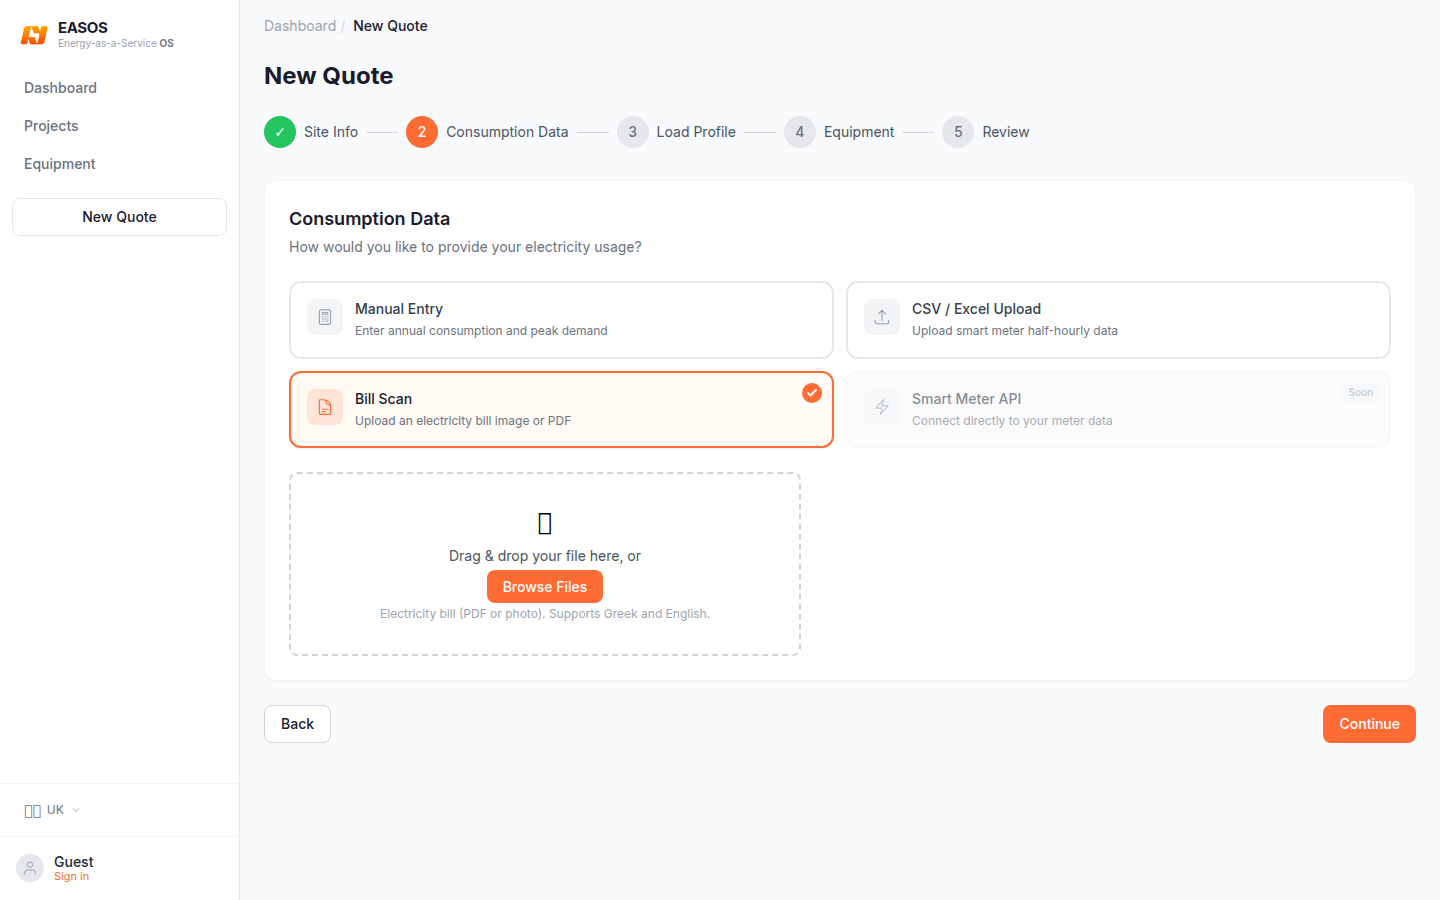 EASOS
Energy-as-a-Service OS
Dashboard
Projects
Equipment
New Quote
UK
Guest
Sign in
Dashboard / New Quote
New Quote
✓ Site Info
2 Consumption Data
3 Load Profile
4 Equipment
5 Review
Consumption Data
How would you like to provide your electricity usage?
Manual Entry
Enter annual consumption and peak demand
CSV / Excel Upload
Upload smart meter half-hourly data
Bill Scan
Upload an electricity bill image or PDF
Smart Meter API
Soon
Connect directly to your meter data
Drag & drop your file here, or
Browse Files
Electricity bill (PDF or photo). Supports Greek and English.
Back
Continue